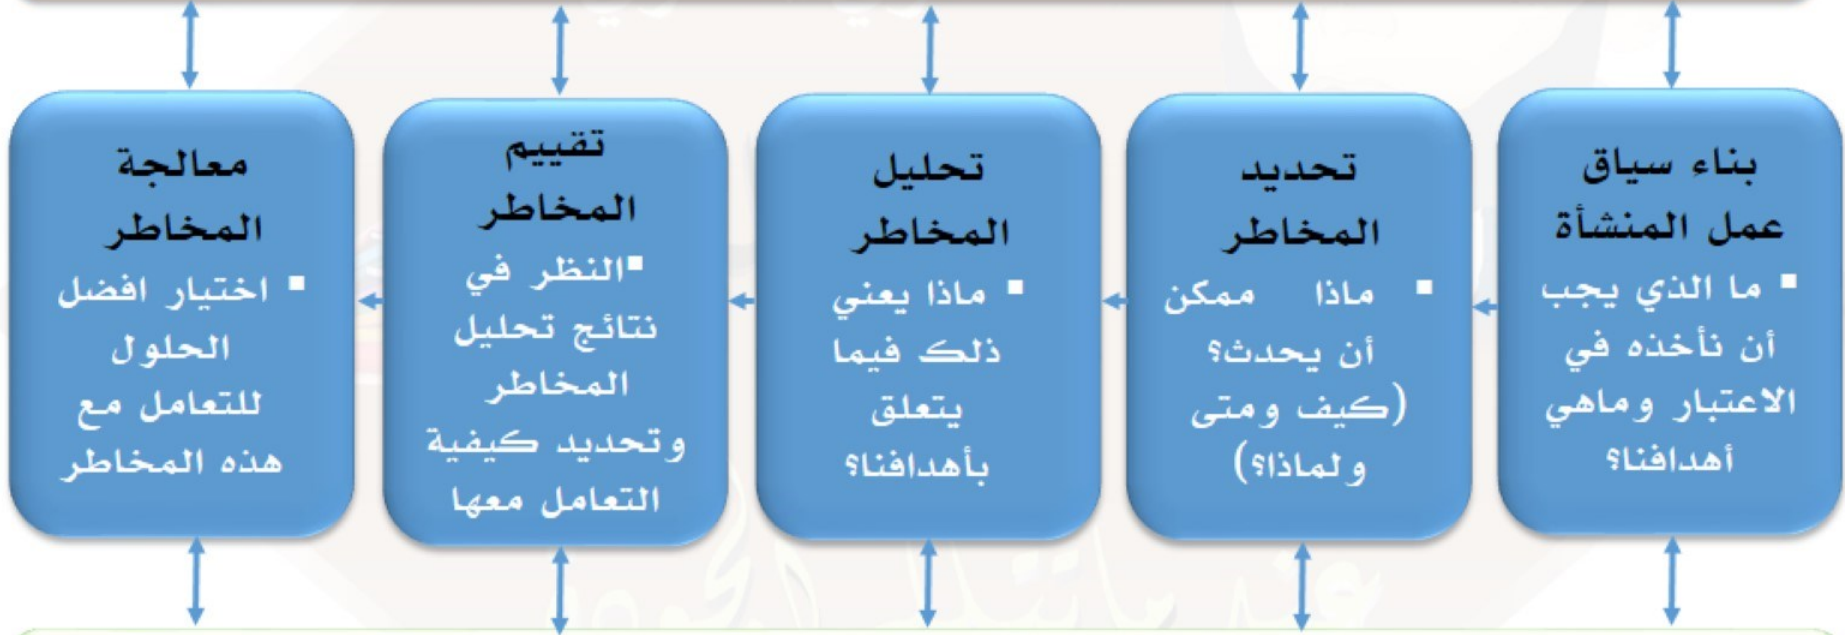 بناء سياق
عمل المنشأة
▪ ما الذي يجب
أن نأخذه في
الاعتبار وماهي
أهدافنا؟
تحديد
المخاطر
▪ ماذا ممكن
أن يحدث؟
(كيف ومتى
ولماذا؟)
تحليل
المخاطر
▪ ماذا يعني
ذلك فيما
يتعلق
بأهدافنا؟
تقييم
المخاطر
▪النظر في
نتائج تحليل
المخاطر
وتحديد كيفية
التعامل معها
معالجة
المخاطر
▪ اختيار افضل
الحلول
للتعامل مع
هذه المخاطر